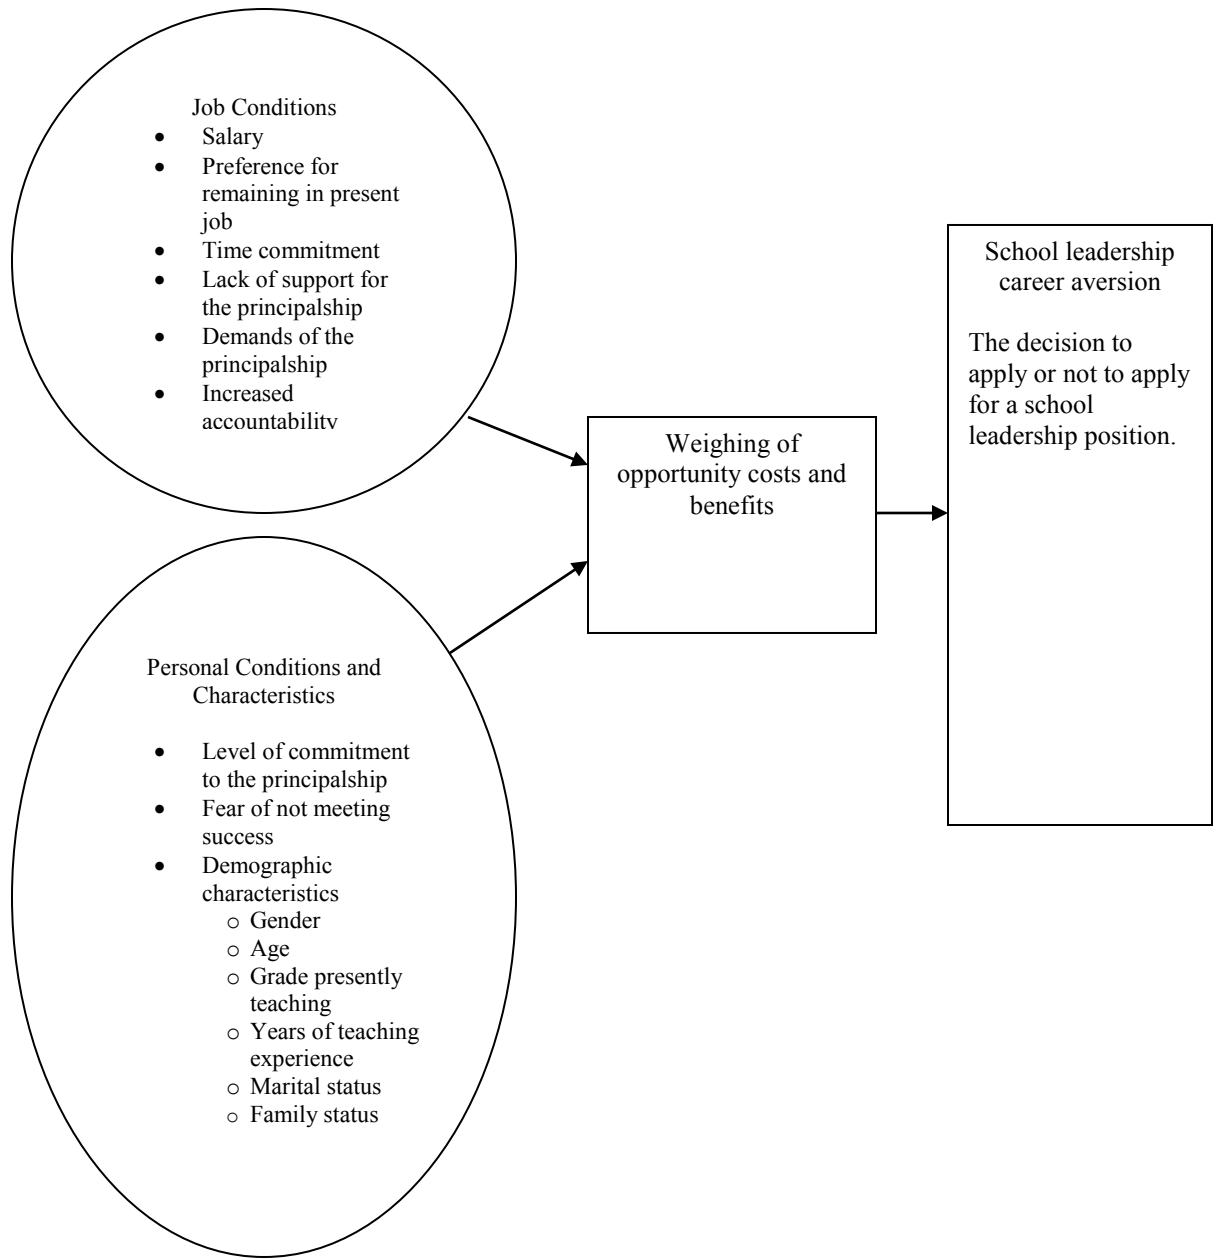 Job Conditions
• Salary
• Preference for
remaining in present
job
• Time commitment
• Lack of support for
the principalship
• Demands of the
principalship
• Increased
accountability
School leadership
career aversion
The decision to
apply or not to apply
for a school
leadership position.
Weighing of
opportunity costs and
benefits
Personal Conditions and
Characteristics
• Level of commitment
to the principalship
• Fear of not meeting
success
• Demographic
characteristics
o Gender
o Age
o Grade presently
teaching
o Years of teaching
experience
o Marital status
o Family status